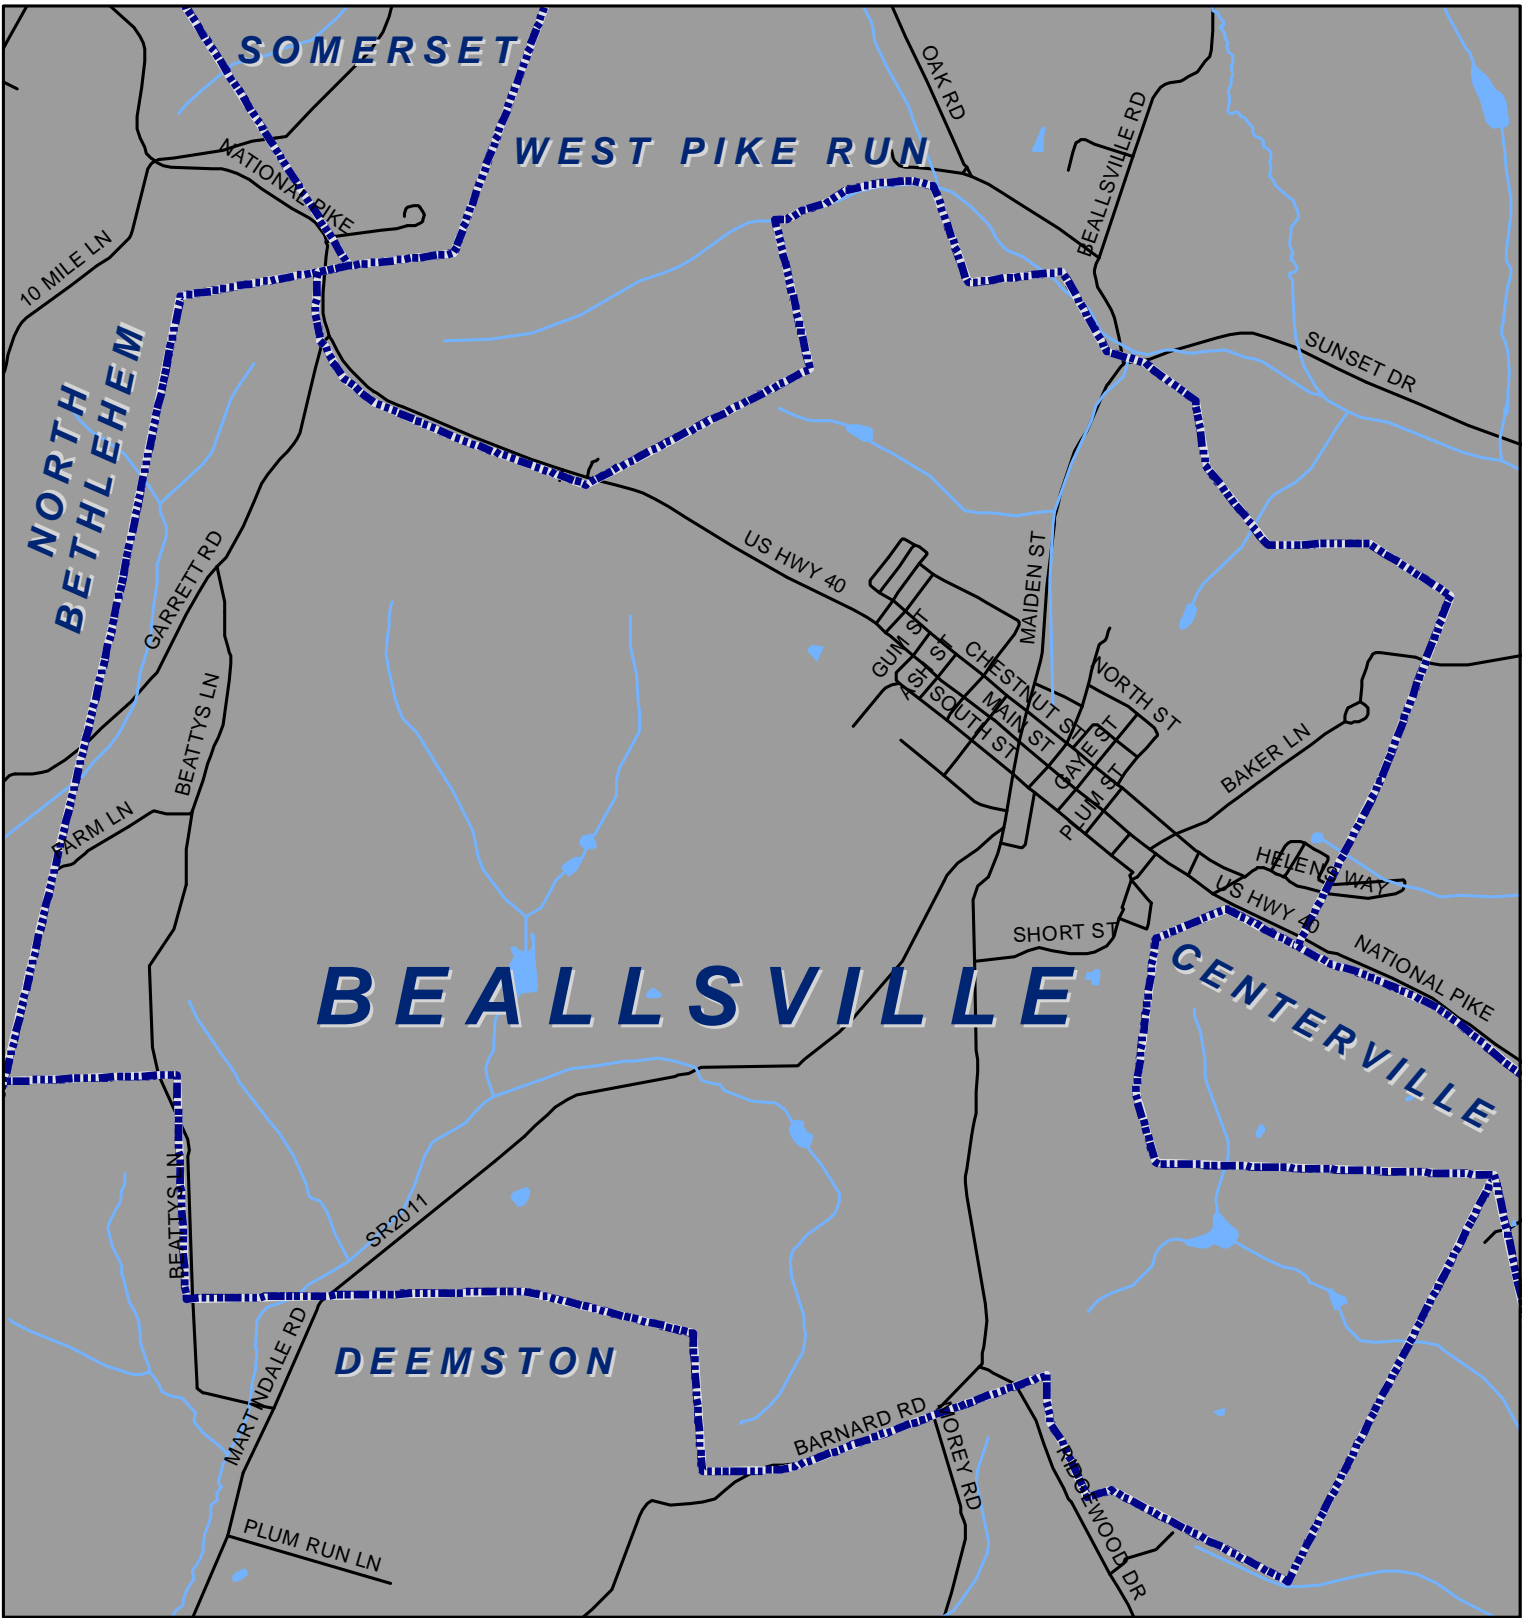 SOMERSET
OAK RD
BEALLSVILLE RD
WEST PIKE RUN
NATIONAL PIKE
10 MILE LN
NORTH
BETHLEHEM
SUNSET DR
GARRETT RD
US HWY 40
MAIDEN ST
GUM ST
ASH ST
CHESTNUT ST
NORTH ST
MAIN ST
SOUTH ST
GAYE ST
PLUM ST
BEATTYS LN
BAKER LN
FARM LN
HELENS WAY
US HWY 40
SHORT ST
NATIONAL PIKE
BEALLSVILLE
CENTERVILLE
BEATTYS LN
SR2011
MARTINDALE RD
DEEMSTON
BARNARD RD
MOREY RD
RIDGEWOOD DR
PLUM RUN LN